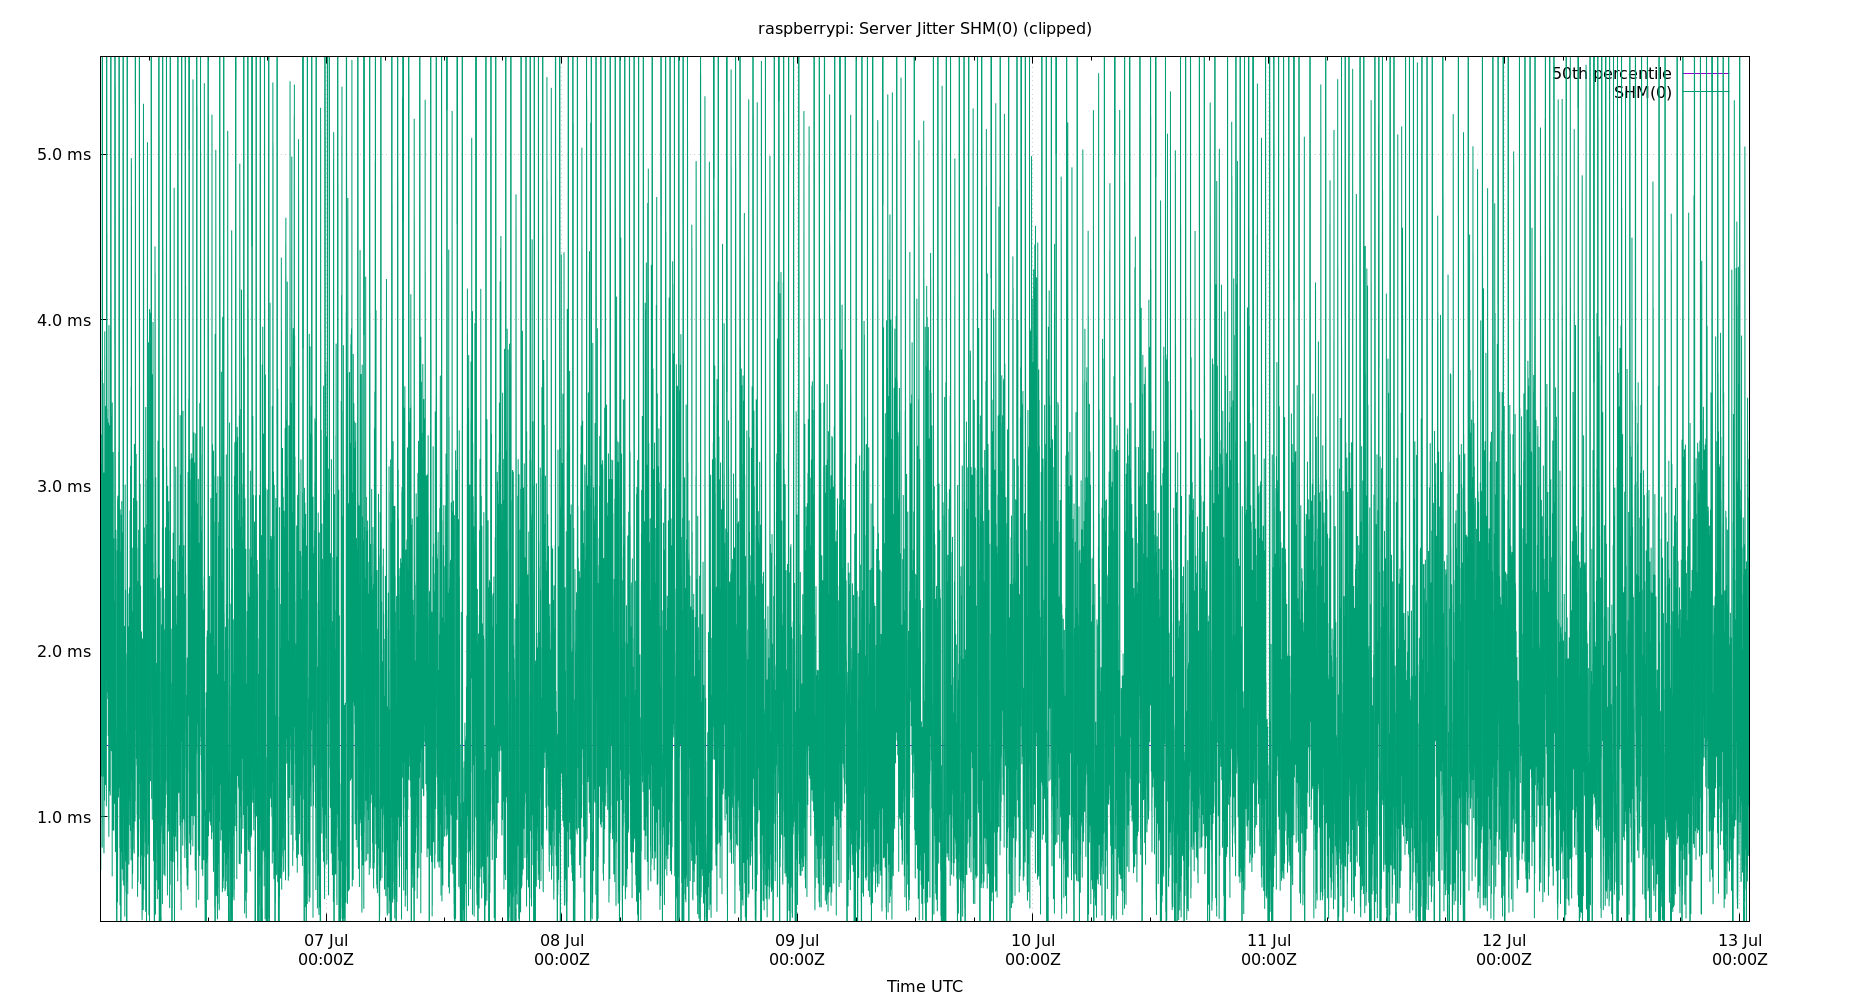 raspberrypi: Server Jitter SHM(0) (clipped)
50th percentile
SHM(0)
5.0 ms
4.0 ms
3.0 ms
2.0 ms
1.0 ms
07 Jul 08 Jul 09 Jul 10 Jul 11 Jul 12 Jul 13 Jul
00:00Z 00:00Z 00:00Z 00:00Z 00:00Z 00:00Z 00:00Z
Time UTC